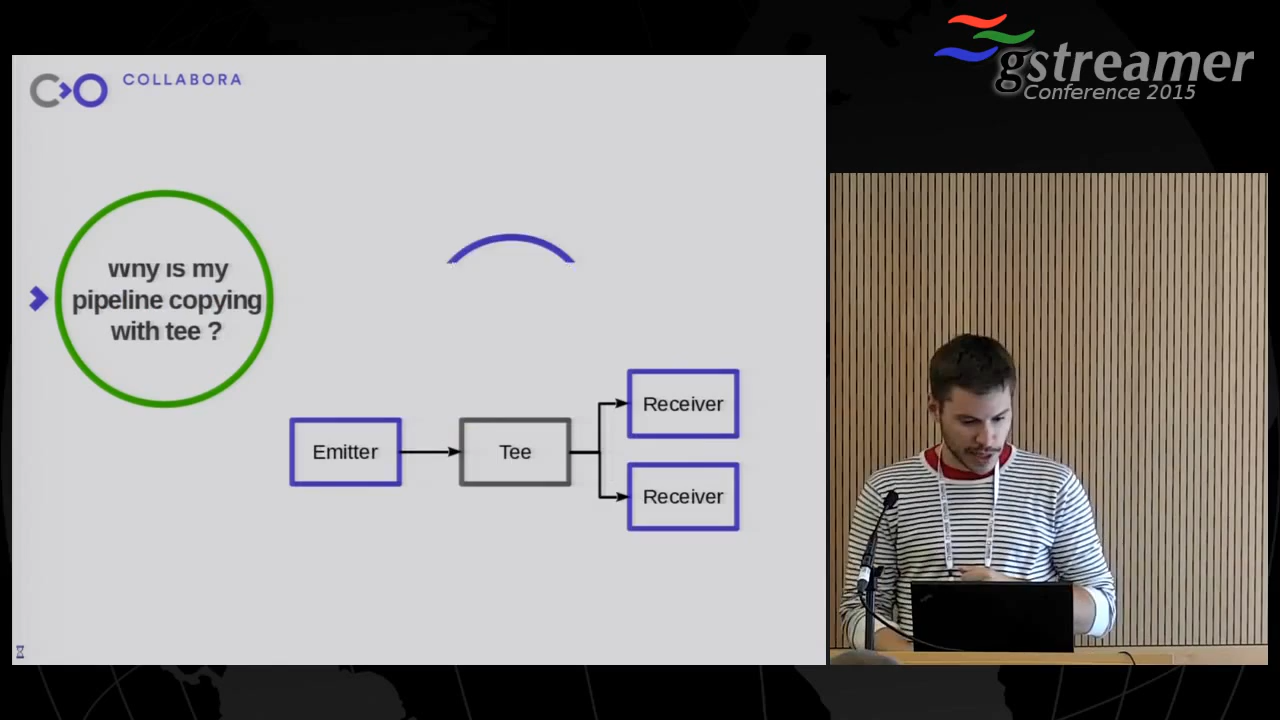 COLLABORA
gstreamer
Conference 2015
Why is my
pipeline copying
with tee ?
Emitter
Tee
Receiver
Receiver